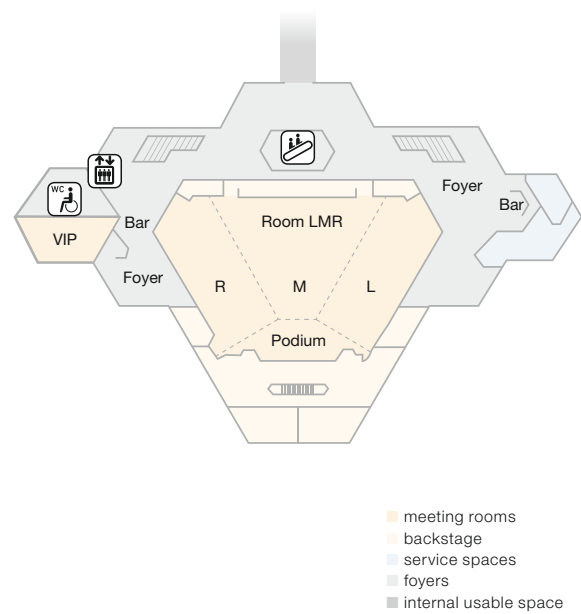 Foyer
WC
Bar
Bar
Room LMR
VIP
Foyer
R
M
L
Podium
meeting rooms
backstage
service spaces
foyers
internal usable space